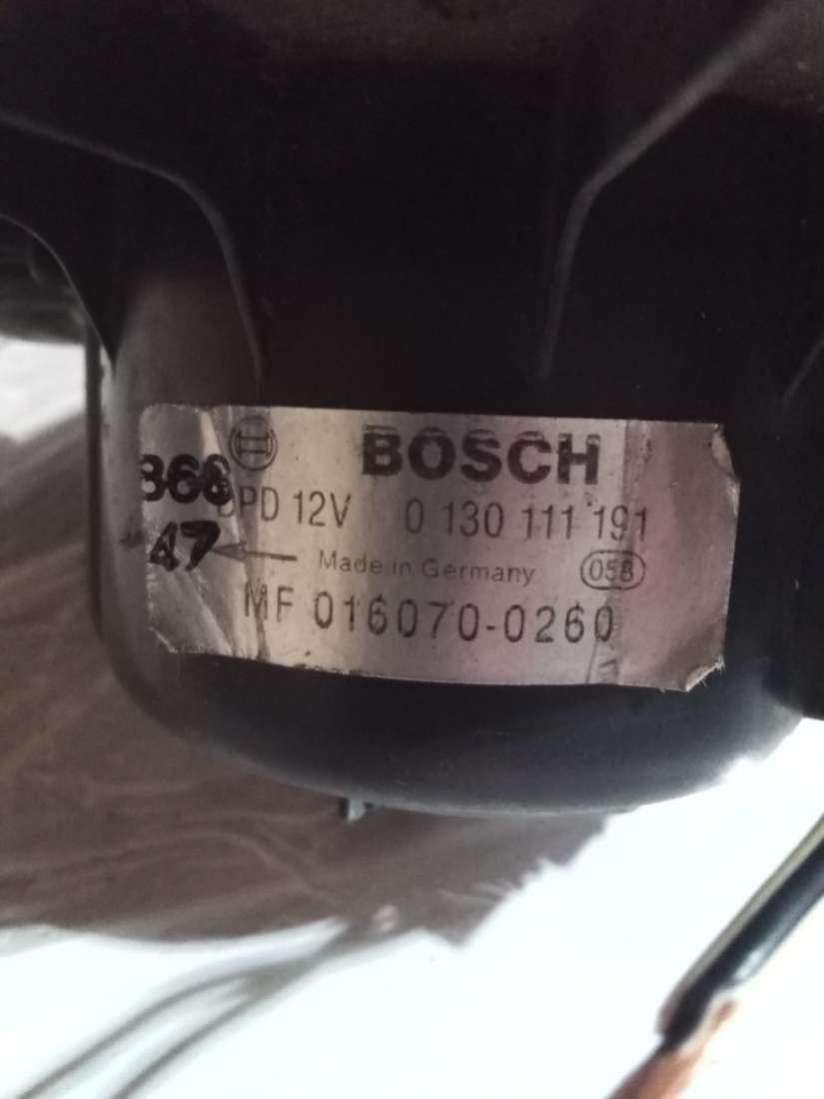 BOSCH
866
DPD 12V 0 130 111 191
47
Made in Germany 058
MF 016070-0260